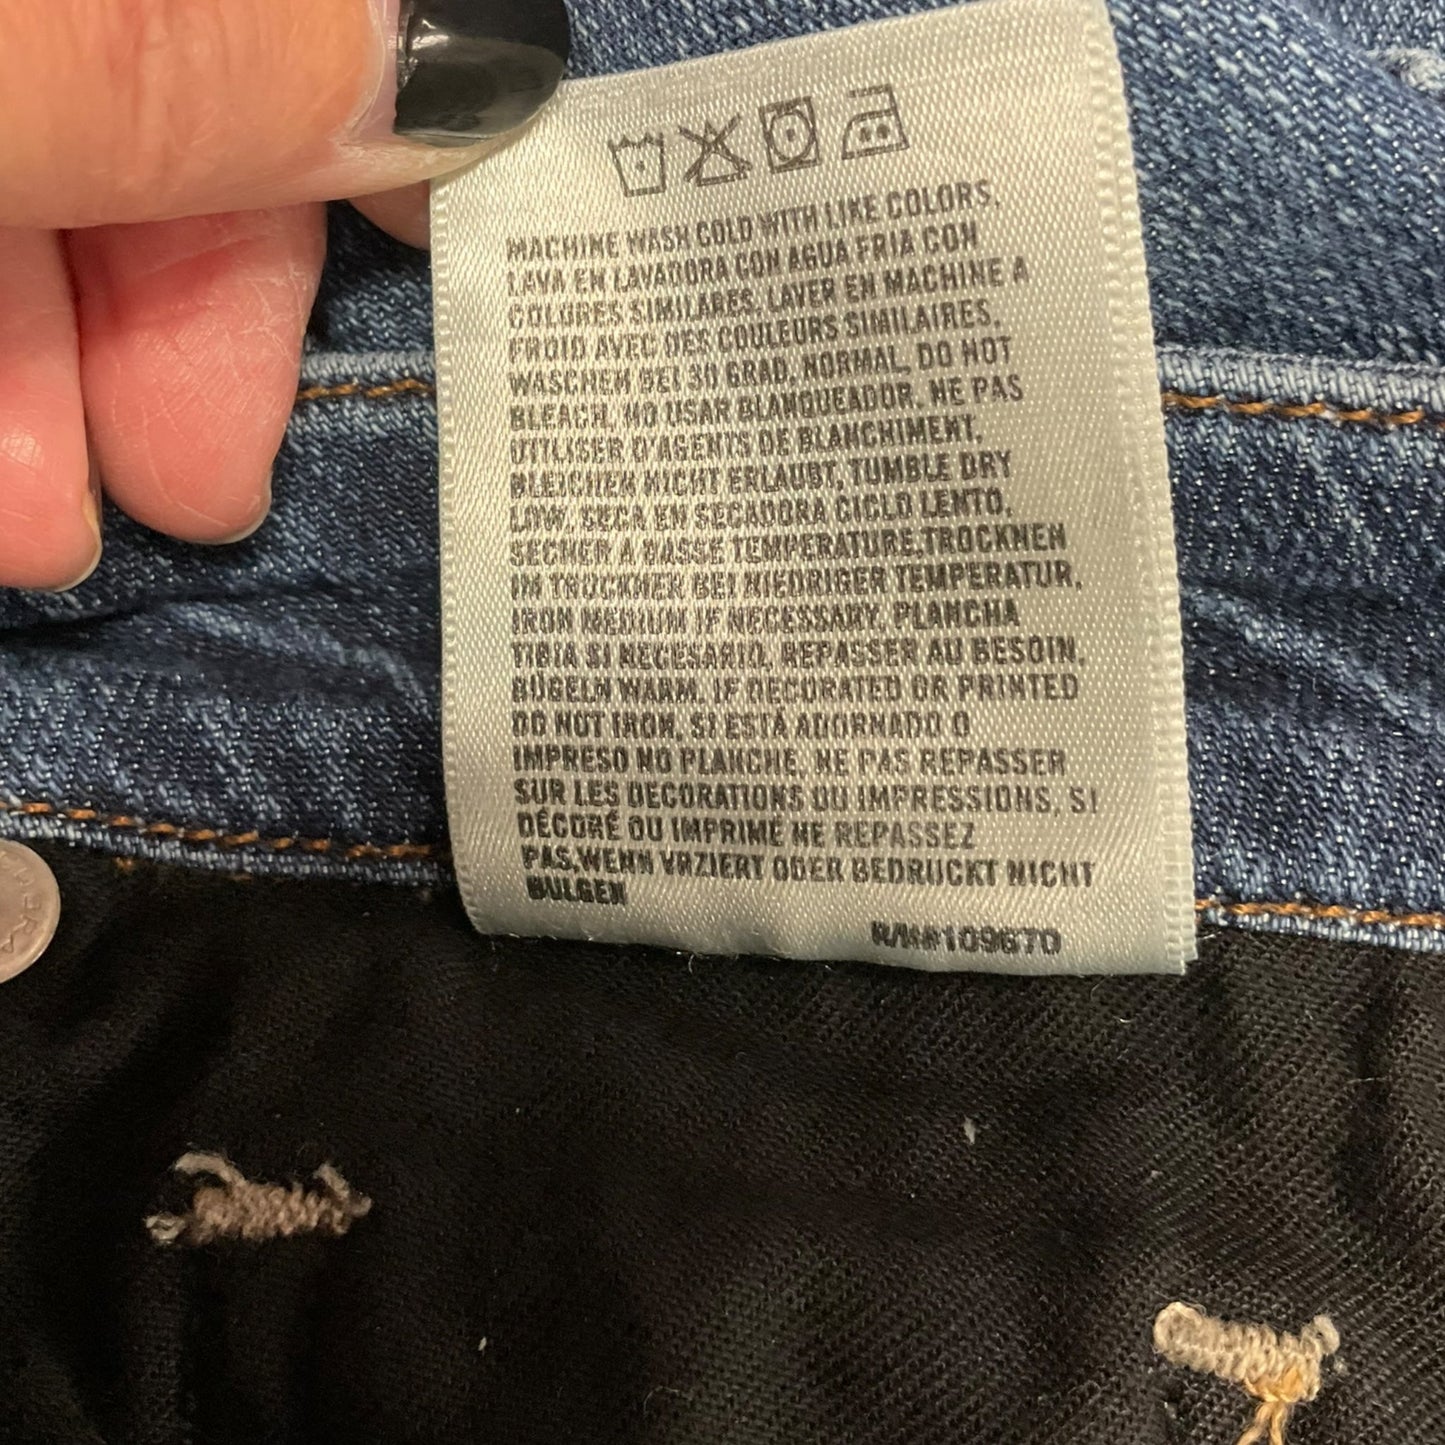 MACHINE WASH COLD WITH LIKE COLORS,
LAVA EN LAVADORA CON AGUA FRIA CON
COLORES SIMILARES, LAVER EN MACHINE A
FROID AVEC DES COULEURS SIMILAIRES,
WASCHEN BEI 30 GRAD, NORMAL, DO NOT
BLEACH, NO USAR BLANQUEADOR, NE PAS
UTILISER D'AGENTS DE BLANCHIMENT,
BLEICHEN NICHT ERLAUBT, TUMBLE DRY
LOW, SECA EN SECADORA CICLO LENTO,
SECHER A BASSE TEMPERATURE,TROCKNEN
IM TROCKNER BEI NIEDRIGER TEMPERATUR,
IRON MEDIUM IF NECESSARY, PLANCHA
TIBIA SI NECESARIO, REPASSER AU BESOIN,
BÜGELN WARM, IF DECORATED OR PRINTED
DO NOT IRON, SI ESTÁ ADORNADO O
IMPRESO NO PLANCHE, NE PAS REPASSER
SUR LES DECORATIONS OU IMPRESSIONS, SI
DÉCORÉ OU IMPRIMÉ NE REPASSEZ
PAS,WENN VRZIERT ODER BEDRUCKT NICHT
BULGEN
R/N#109670